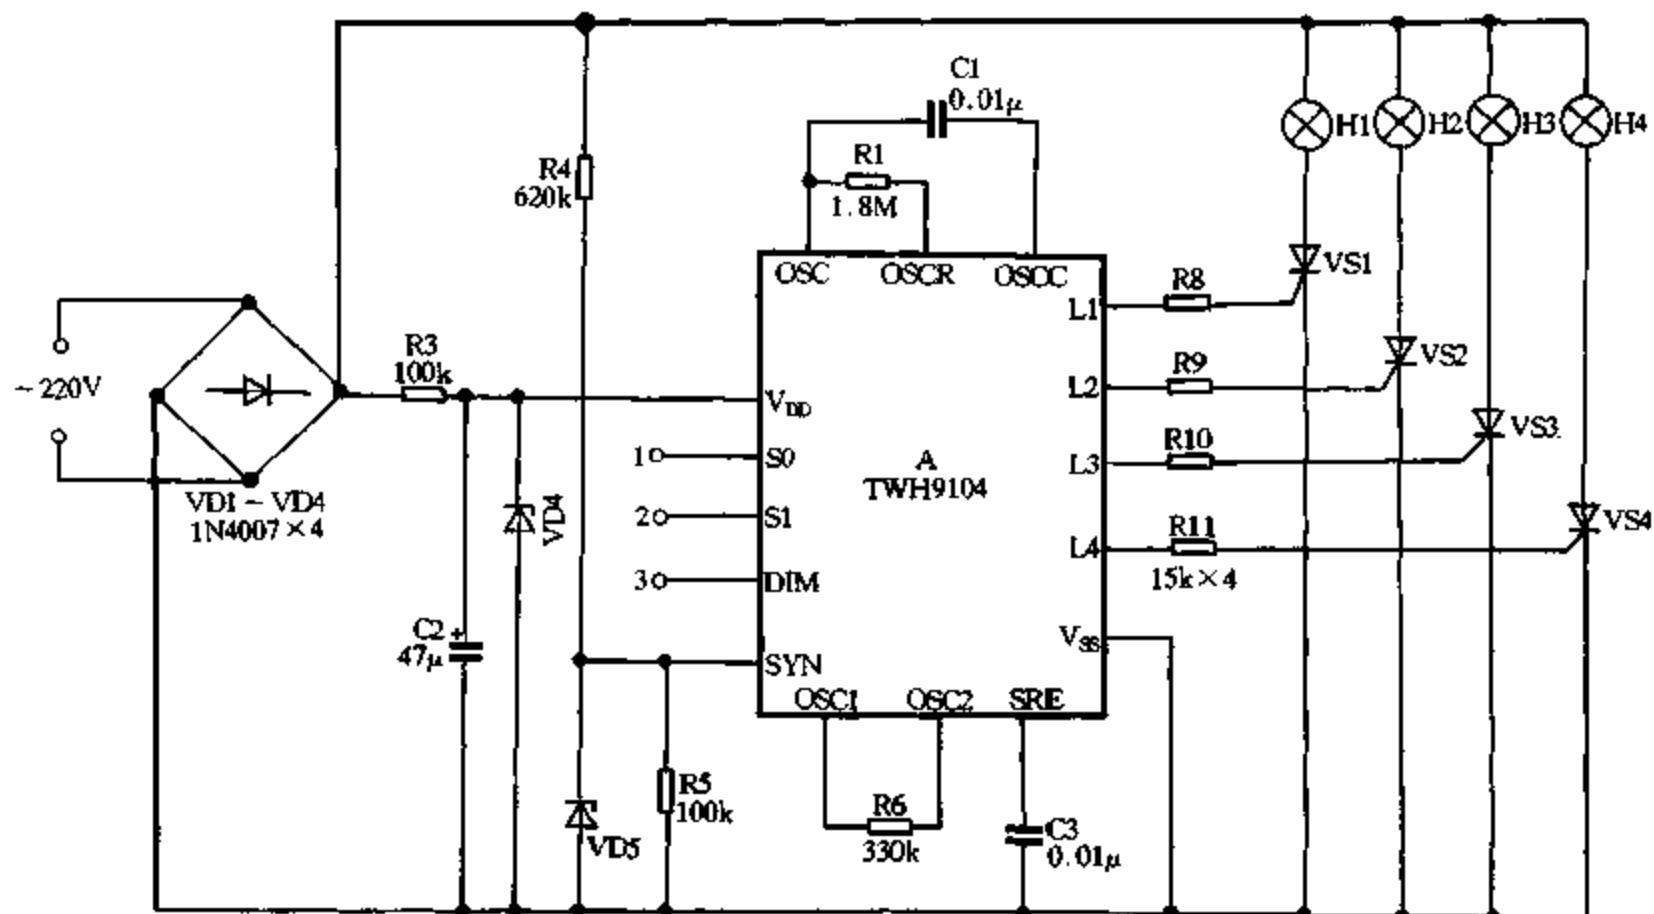 C1
0.01μ
R1
1.8M
R4
620k
H1
H2
H3
H4
OSC
OSCR
OSCC
VS1
R8
L1
R3
100k
VS2
R9
L2
~220V
V_DD
VS3
R10
L3
1
S0
A
TWH9104
VD1~VD4
1N4007×4
VD4
2
S1
VS4
R11
L4
15k×4
3
DIM
C2
+
47μ
V_SS
SYN
OSC1
OSC2
SRE
R5
100k
R6
330k
VD5
C3
0.01μ